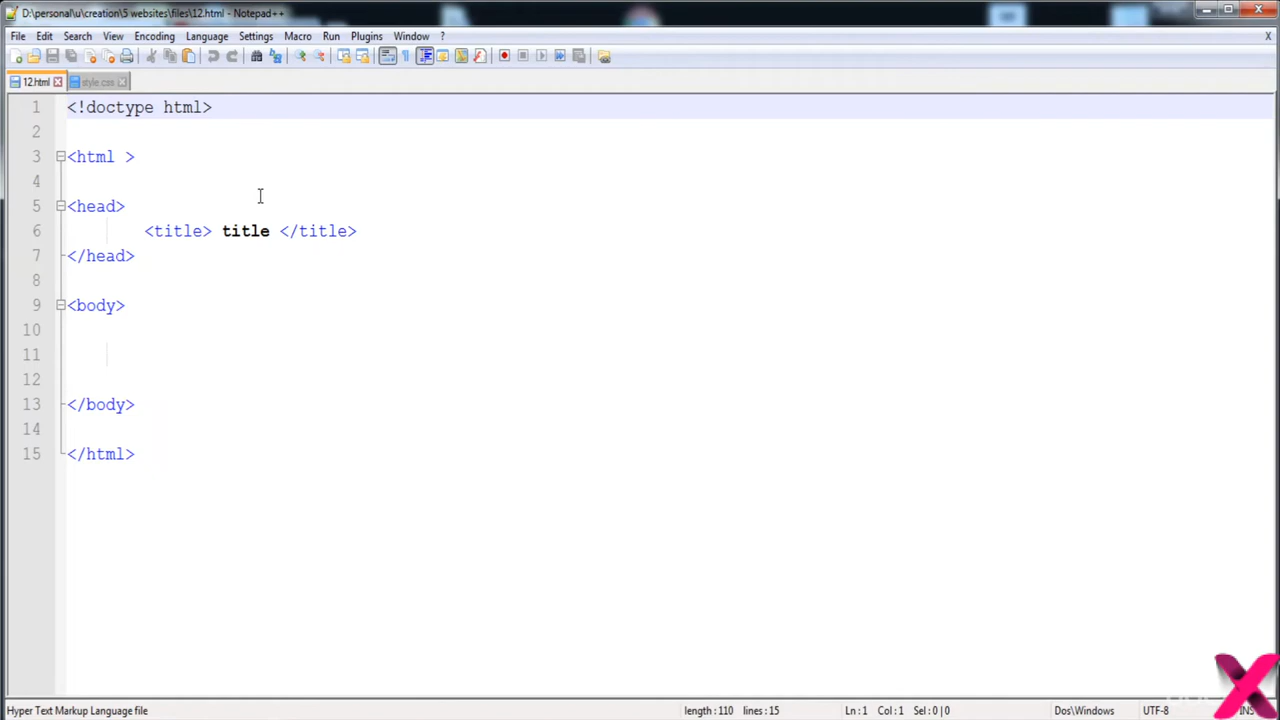 D:\personal\u\creation\5 websites\files\12.html - Notepad++
File Edit Search View Encoding Language Settings Macro Run Plugins Window ? X
12.html style.css
1 <!doctype html>
2
3 <html >
4
5 <head>
6 <title> title </title>
7 </head>
8
9 <body>
10
11
12
13 </body>
14
15 </html>
Hyper Text Markup Language file length : 110 lines : 15 Ln : 1 Col : 1 Sel : 0 | 0 Dos\Windows UTF-8 INS